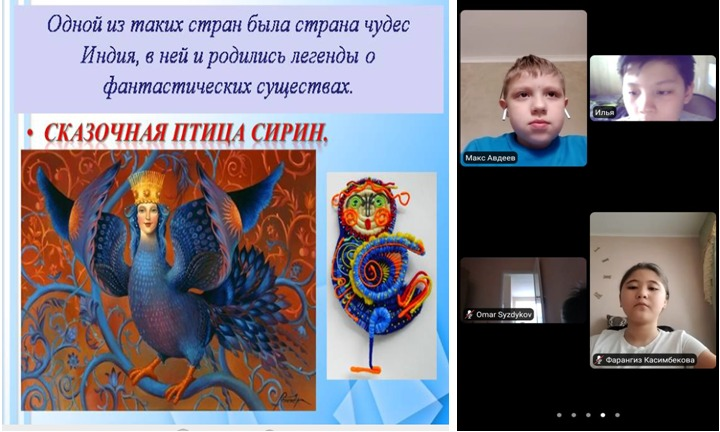 Одной из таких стран была страна чудес
Индия, в ней и родились легенды о
фантастических существах.
• СКАЗОЧНАЯ ПТИЦА СИРИН,
Макс Авдеев
Илья
Omar Syzdykov
Фарангиз Касимбекова